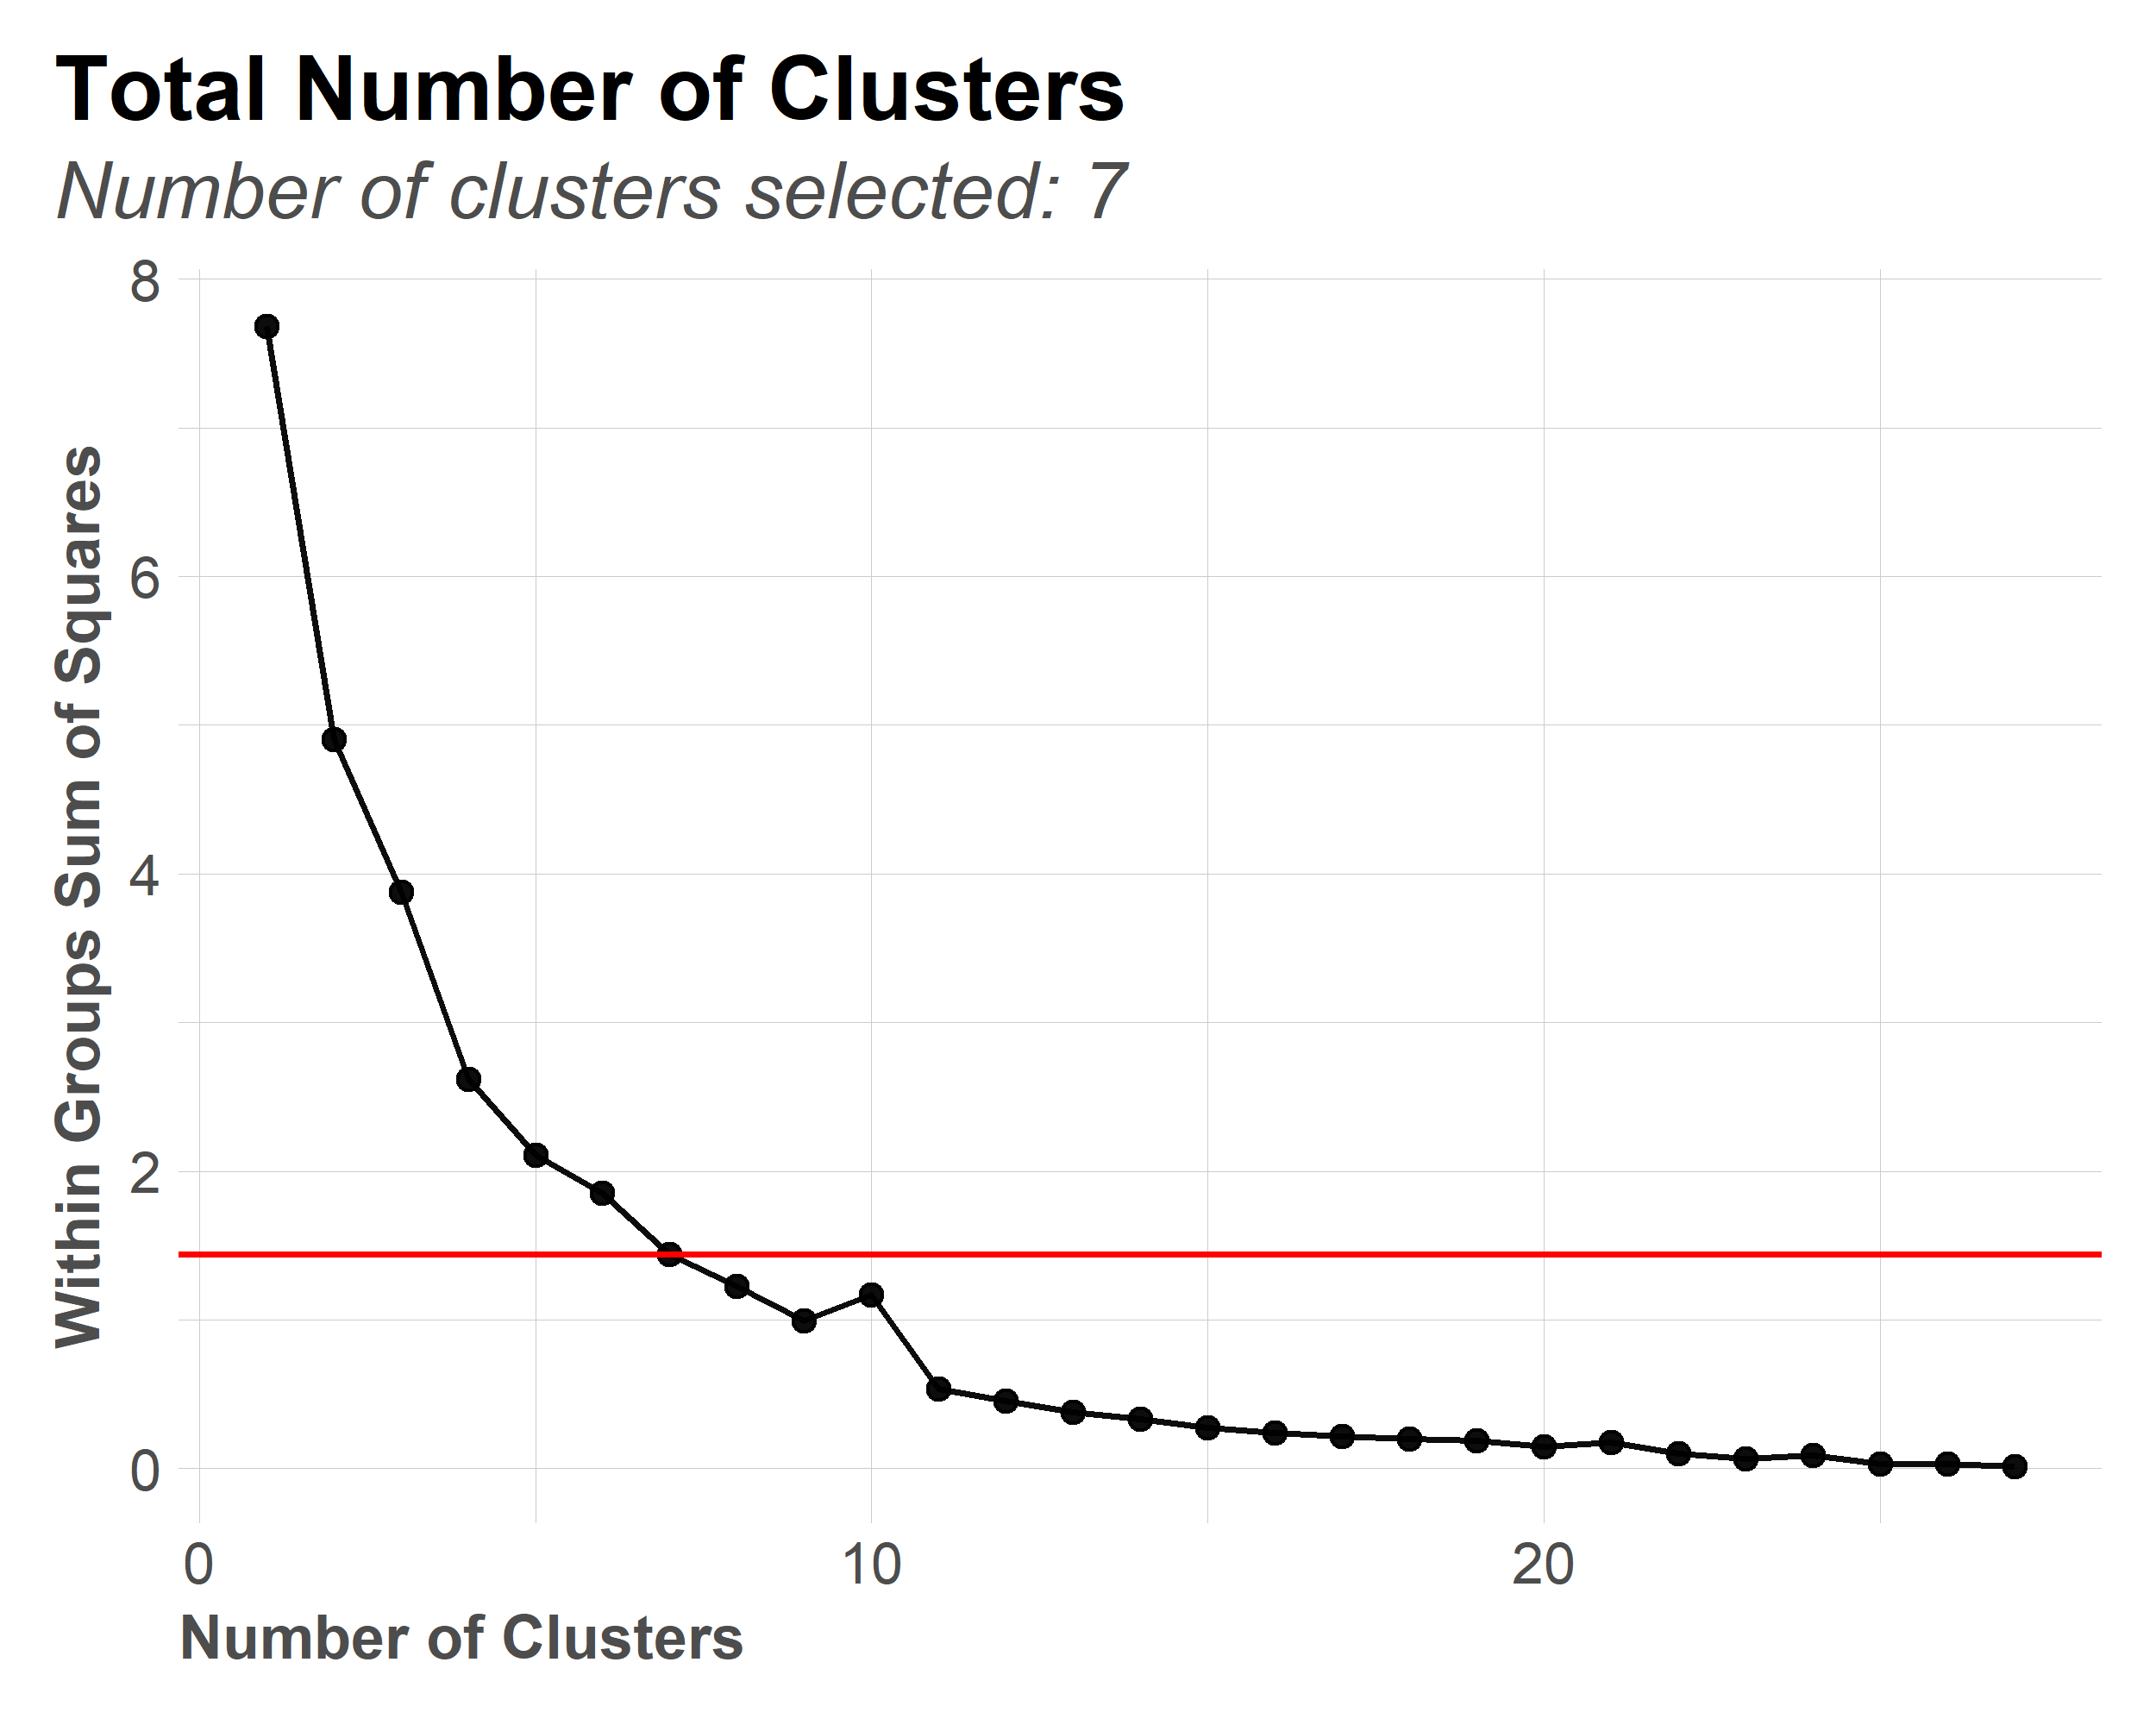 Total Number of Clusters
Number of clusters selected: 7
Within Groups Sum of Squares
8
6
4
2
0
0 10 20
Number of Clusters